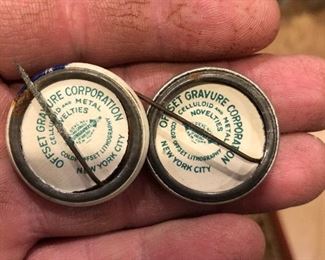 OFFSET GRAVURE CORPORATION
CELLULOID AND METAL
NOVELTIES
COLOR OFFSET LITHOGRAPHY
NEW YORK CITY
OFFSET GRAVURE CORPORATION
CELLULOID AND METAL
NOVELTIES
COLOR OFFSET LITHOGRAPHY
NEW YORK CITY